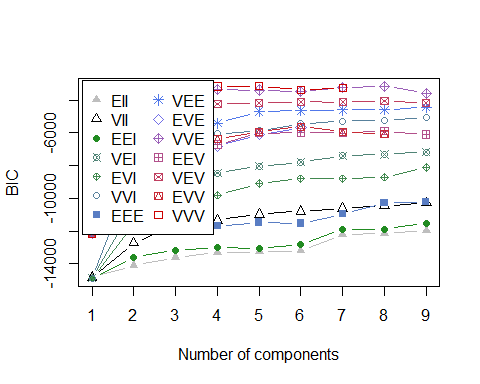 BIC
-6000
-10000
-14000
EII
VII
EEI
VEI
EVI
VVI
EEE
VEE
EVE
VVE
EEV
VEV
EVV
VVV
1 2 3 4 5 6 7 8 9
Number of components